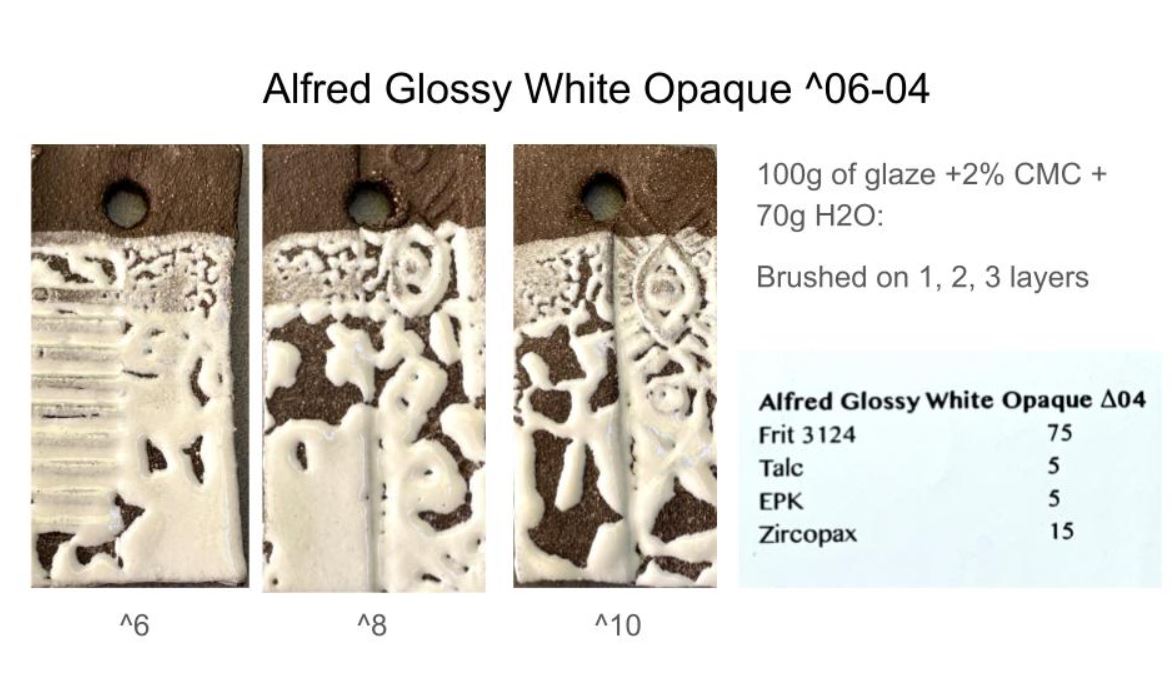 Alfred Glossy White Opaque ^06-04
100g of glaze +2% CMC +
70g H2O:
Brushed on 1, 2, 3 layers
Alfred Glossy White Opaque Δ04
Frit 3124 75
Talc 5
EPK 5
Zircopax 15
^6 ^8 ^10